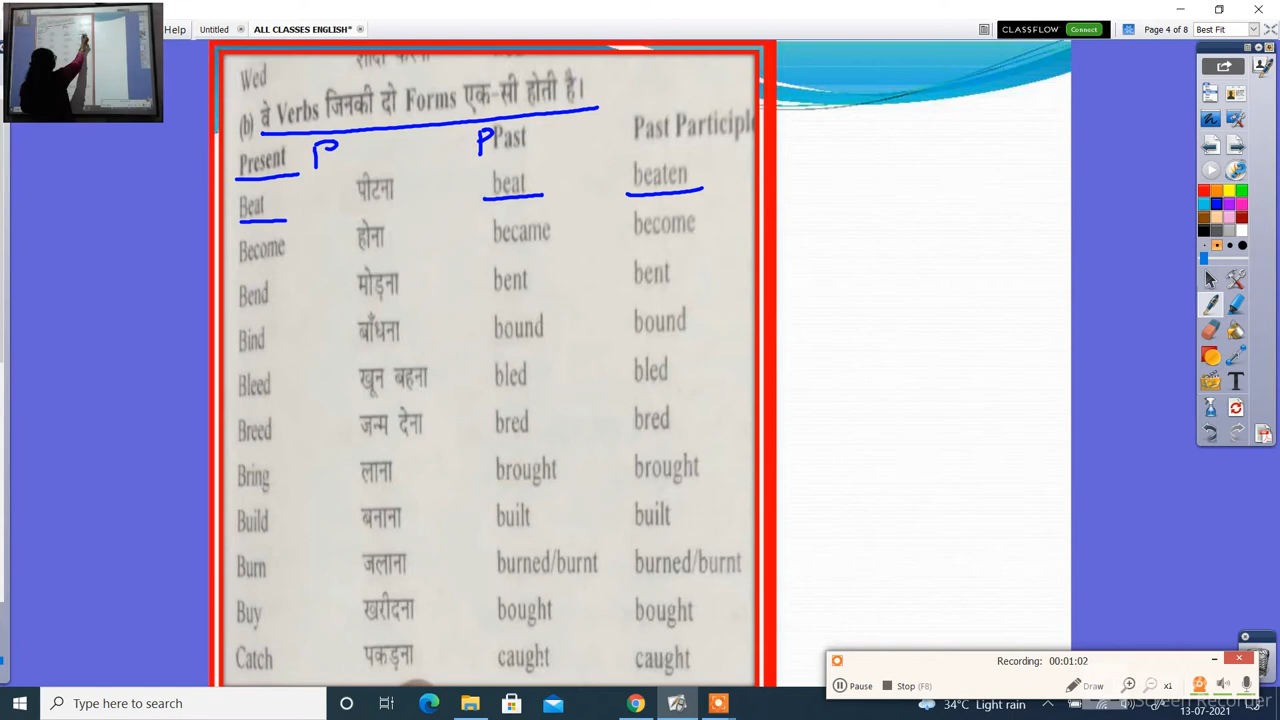 Help Untitled ALL CLASSES ENGLISH* CLASSFLOW Connect Page 4 of 8 Best Fit
Wed शादी करना
(b) वे Verbs जिनकी दो Forms एक-सी होती है।
Present P P Past Past Participle
Beat पीटना beat beaten
Become होना became become
Bend मोड़ना bent bent
Bind बाँधना bound bound
Bleed खून बहना bled bled
Breed जन्म देना bred bred
Bring लाना brought brought
Build बनाना built built
Burn जलाना burned/burnt burned/burnt
Buy खरीदना bought bought
Catch पकड़ना caught caught
Recording: 00:01:02
Pause Stop (F8) x1 Draw
Screen Recorder
Type here to search 34°C Light rain 13-07-2021